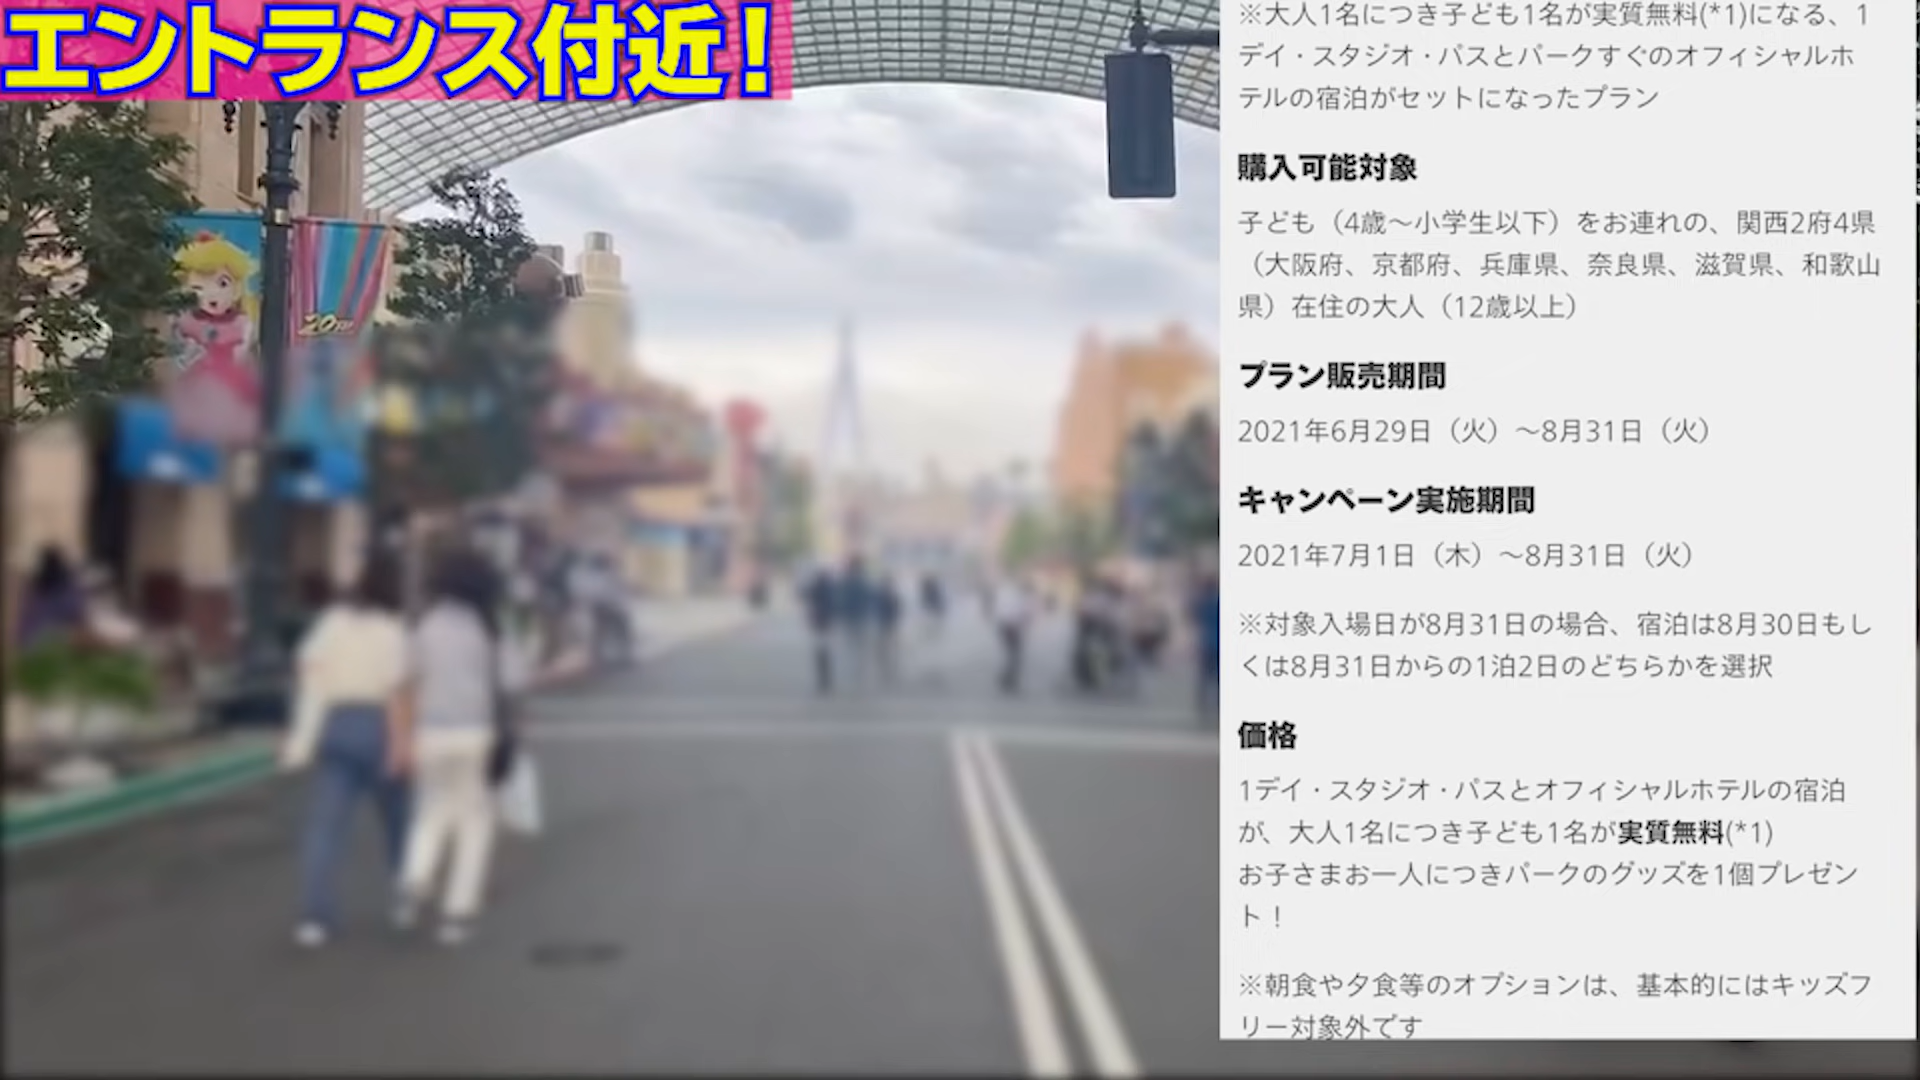 エントランス付近!
20TH
※大人1名につき子ども1名が実質無料(*1)になる、1
デイ・スタジオ・パスとパークすぐのオフィシャルホ
テルの宿泊がセットになったプラン
購入可能対象
子ども（4歳～小学生以下）をお連れの、関西2府4県
（大阪府、京都府、兵庫県、奈良県、滋賀県、和歌山
県）在住の大人（12歳以上）
プラン販売期間
2021年6月29日（火）～8月31日（火）
キャンペーン実施期間
2021年7月1日（木）～8月31日（火）
※対象入場日が8月31日の場合、宿泊は8月30日もし
くは8月31日からの1泊2日のどちらかを選択
価格
1デイ・スタジオ・パスとオフィシャルホテルの宿泊
が、大人1名につき子ども1名が実質無料(*1)
お子さまお一人につきパークのグッズを1個プレゼン
ト！
※朝食や夕食等のオプションは、基本的にはキッズフ
リー対象外です